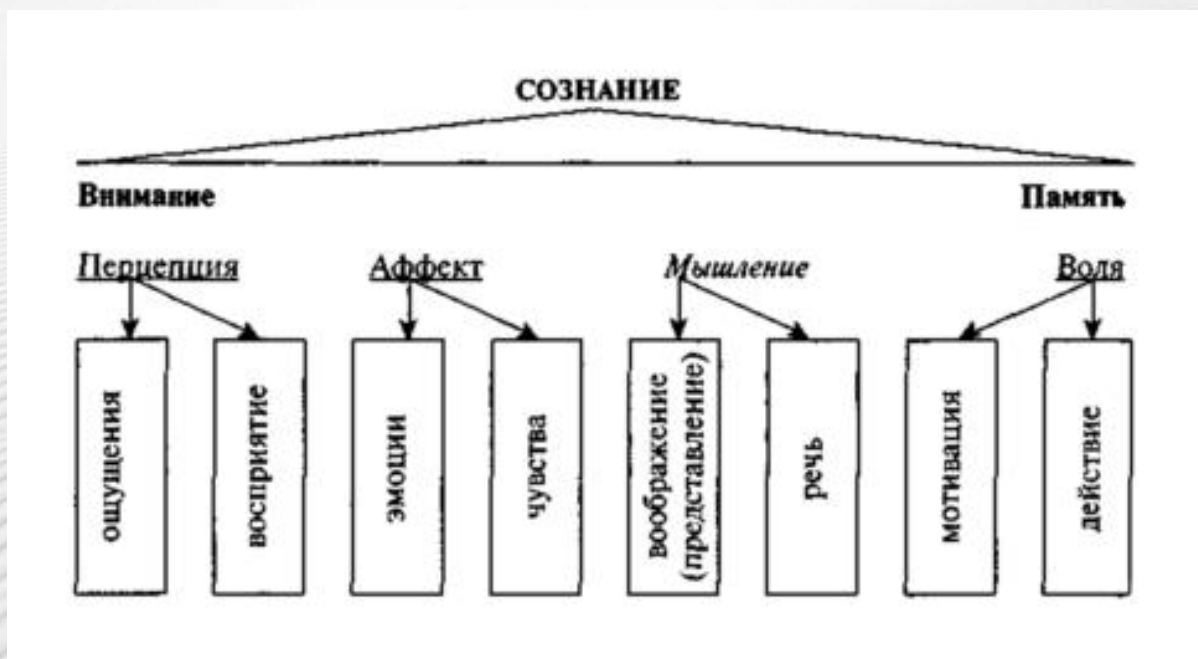 СОЗНАНИЕ
Внимание Память
Перцепция Аффект Мышление Воля
ощущения
восприятие
эмоции
чувства
воображение
(представление)
речь
мотивация
действие